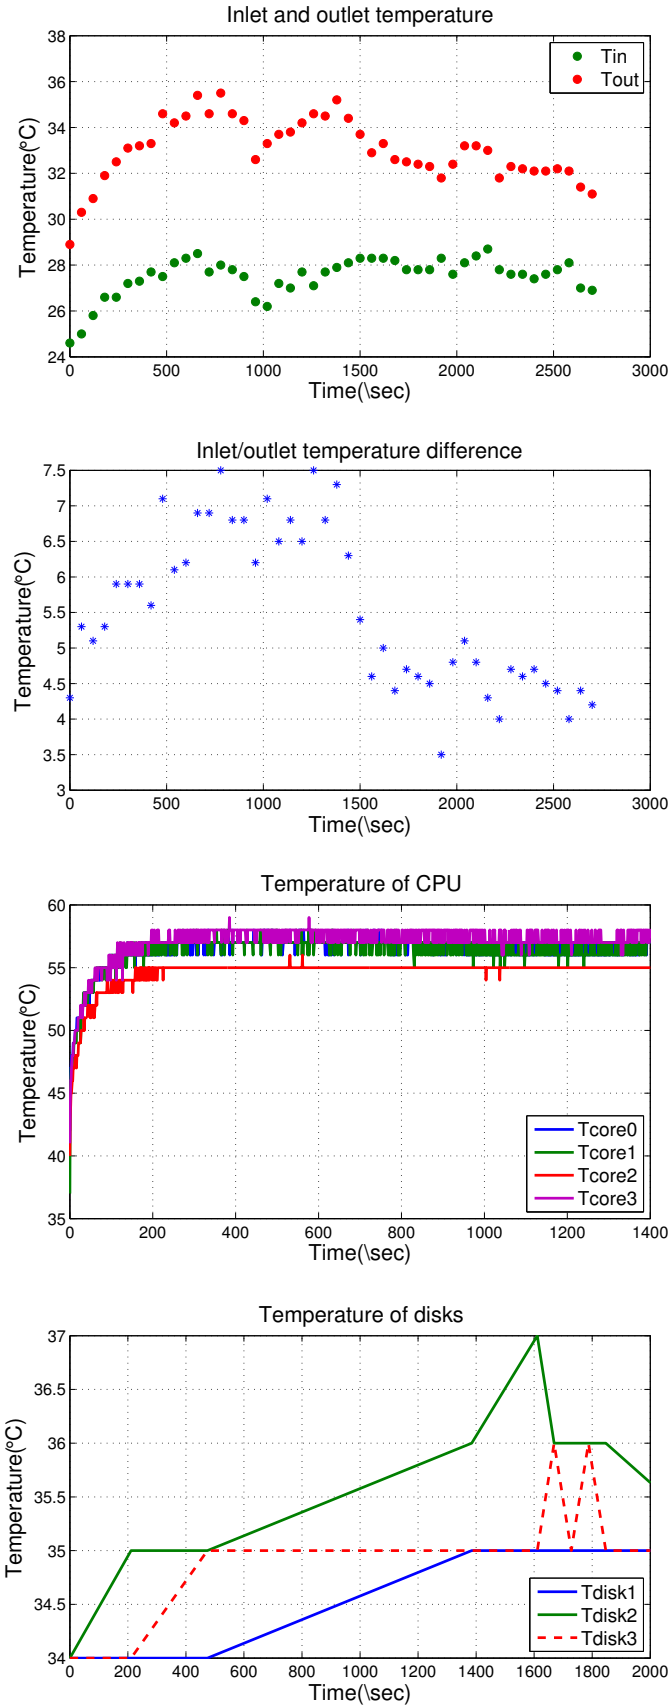 Inlet and outlet temperature
38
36
34
32
30
28
26
24
Temperature(ºC)
Tin
Tout
0 500 1000 1500 2000 2500 3000
Time(\sec)
Inlet/outlet temperature difference
7.5
7
6.5
6
5.5
5
4.5
4
3.5
3
Temperature(ºC)
0 500 1000 1500 2000 2500 3000
Time(\sec)
Temperature of CPU
60
55
50
45
40
35
Temperature(ºC)
Tcore0
Tcore1
Tcore2
Tcore3
0 200 400 600 800 1000 1200 1400
Time(\sec)
Temperature of disks
37
36.5
36
35.5
35
34.5
34
Temperature(ºC)
Tdisk1
Tdisk2
Tdisk3
0 200 400 600 800 1000 1200 1400 1600 1800 2000
Time(\sec)